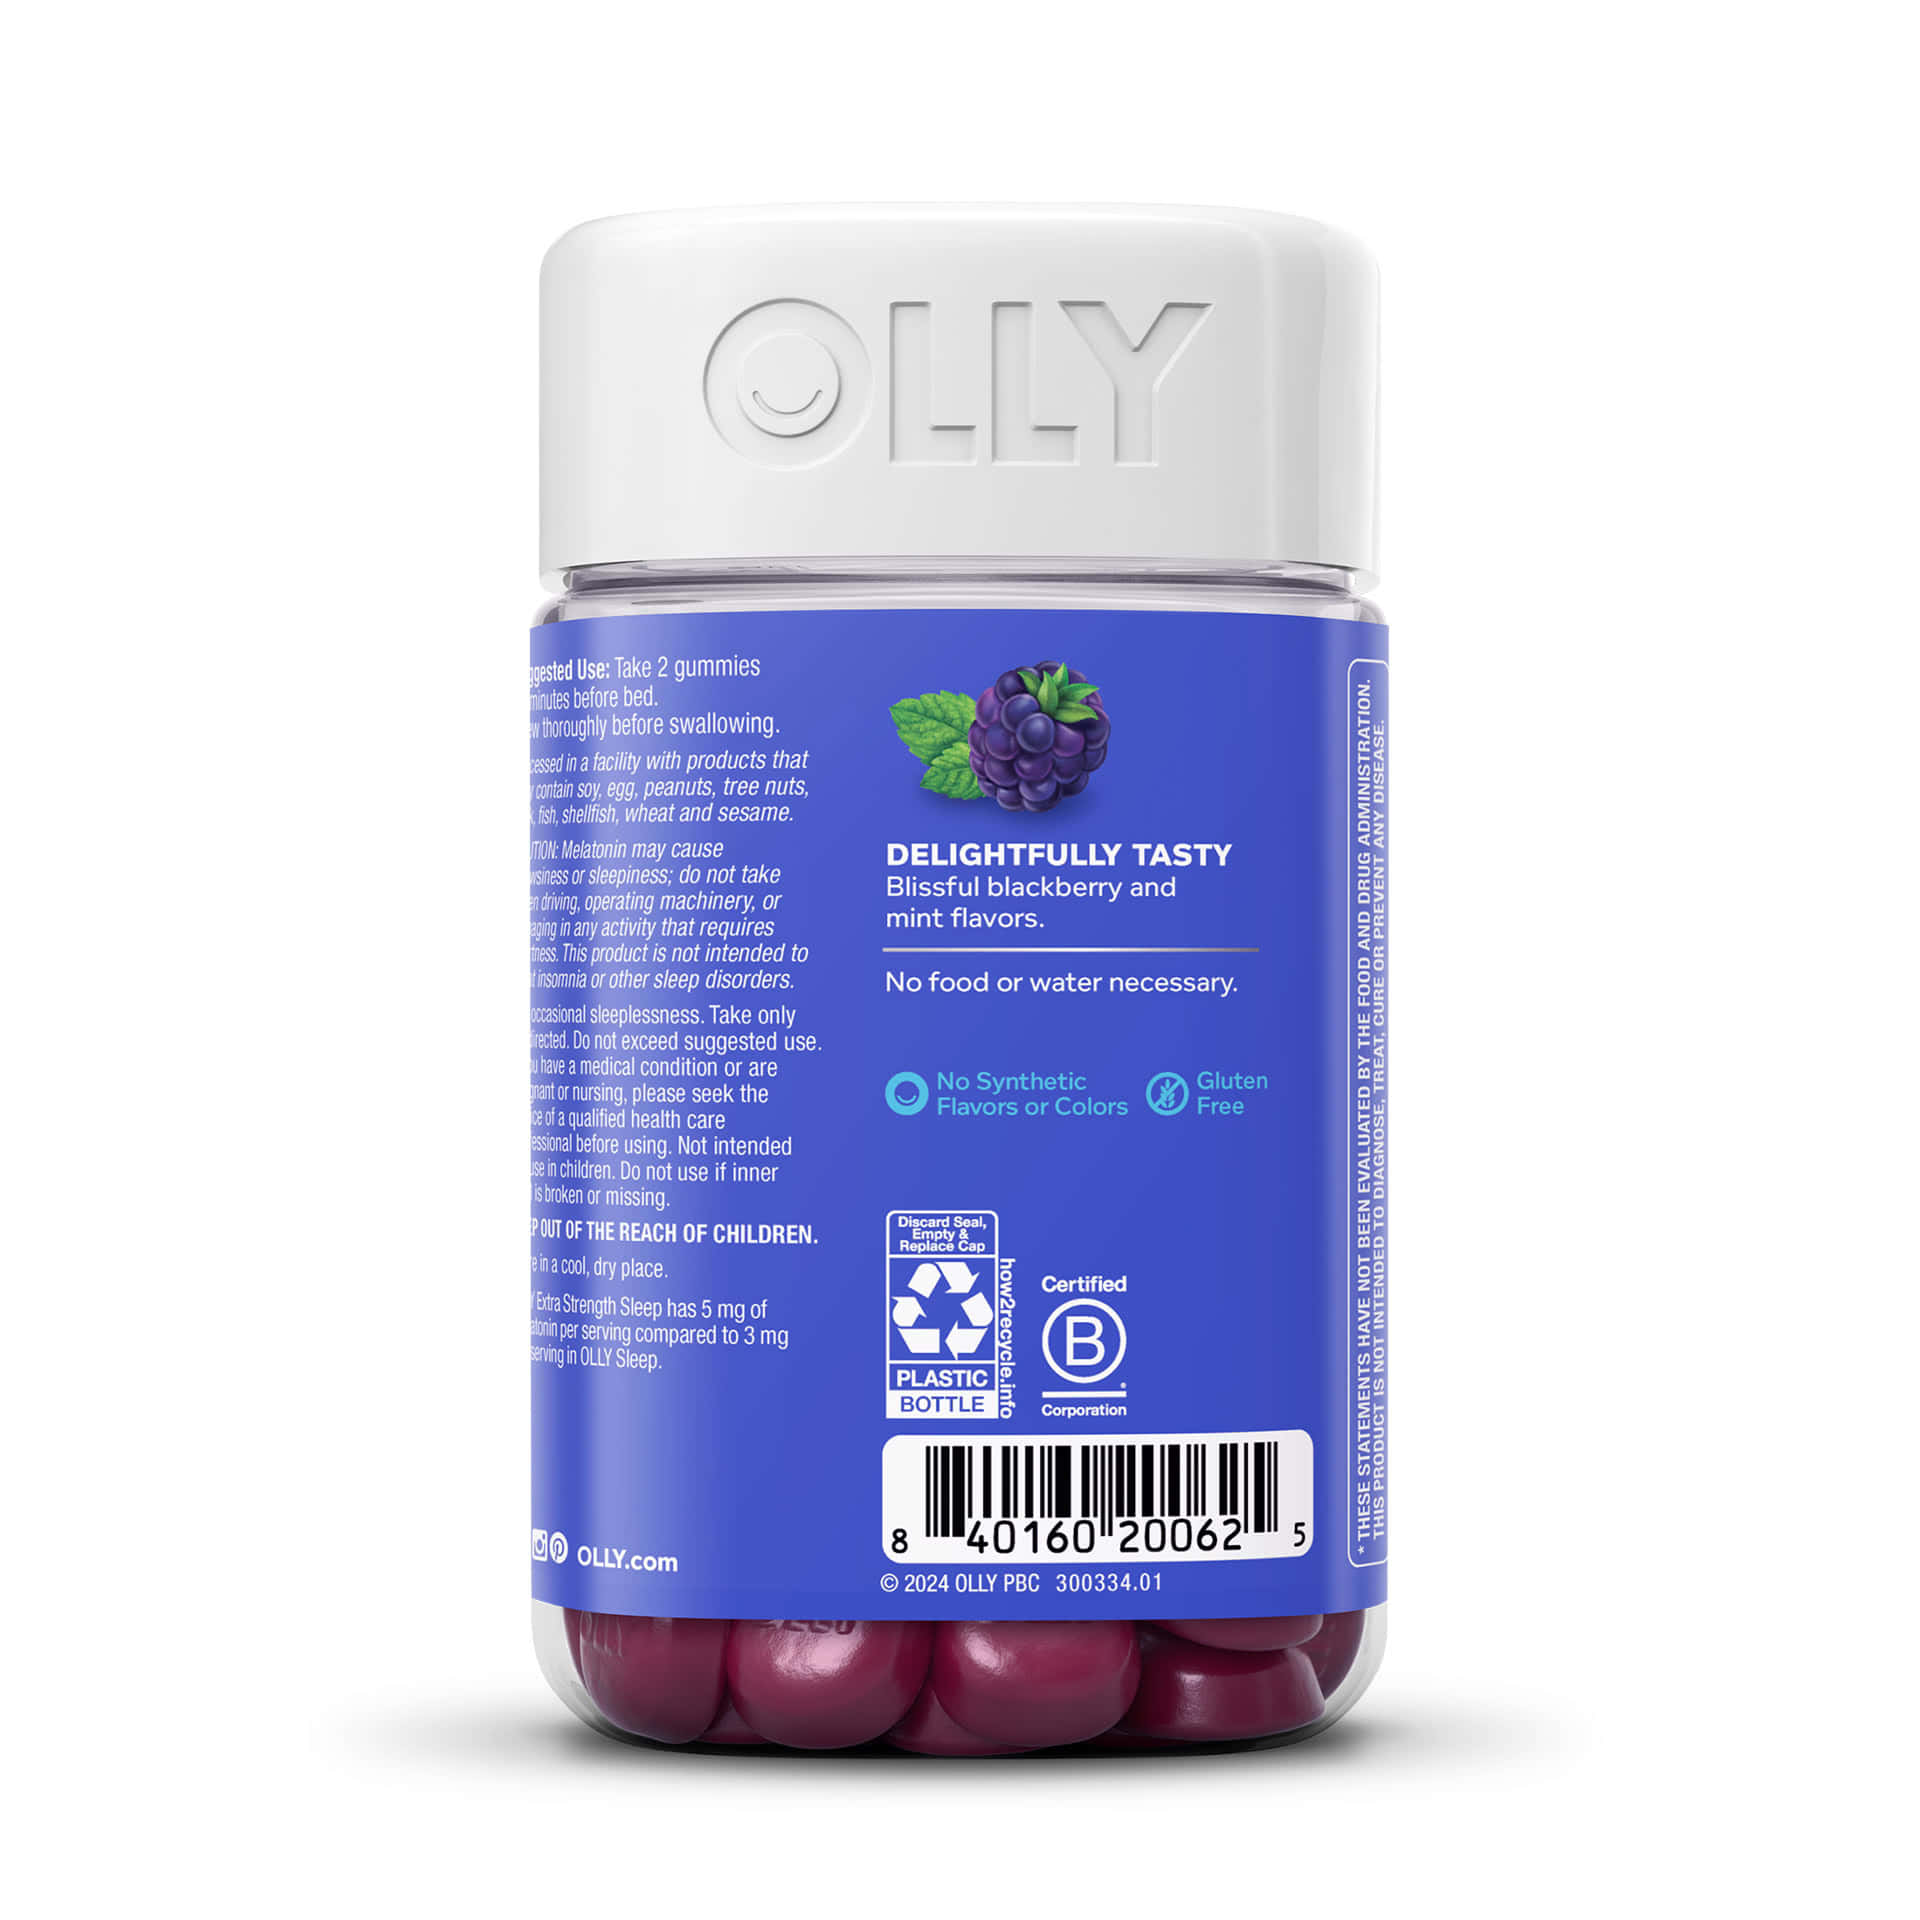 OLLY
ggested Use: Take 2 gummies
minutes before bed.
ew thoroughly before swallowing.
cessed in a facility with products that
y contain soy, egg, peanuts, tree nuts,
k, fish, shellfish, wheat and sesame.
UTION: Melatonin may cause
wsiness or sleepiness; do not take
en driving, operating machinery, or
aging in any activity that requires
rtness. This product is not intended to
at insomnia or other sleep disorders.
occasional sleeplessness. Take only
directed. Do not exceed suggested use.
ou have a medical condition or are
gnant or nursing, please seek the
ice of a qualified health care
essional before using. Not intended
use in children. Do not use if inner
l is broken or missing.
EP OUT OF THE REACH OF CHILDREN.
re in a cool, dry place.
Y Extra Strength Sleep has 5 mg of
atonin per serving compared to 3 mg
serving in OLLY Sleep.
OLLY.com
DELIGHTFULLY TASTY
Blissful blackberry and
mint flavors.
No food or water necessary.
No Synthetic
Flavors or Colors
Gluten
Free
Discard Seal,
Empty &
Replace Cap
PLASTIC
BOTTLE
how2recycle.info
Certified
B
Corporation
8 40160 20062 5
© 2024 OLLY PBC 300334.01
* THESE STATEMENTS HAVE NOT BEEN EVALUATED BY THE FOOD AND DRUG ADMINISTRATION.
THIS PRODUCT IS NOT INTENDED TO DIAGNOSE, TREAT, CURE OR PREVENT ANY DISEASE.
OLLY